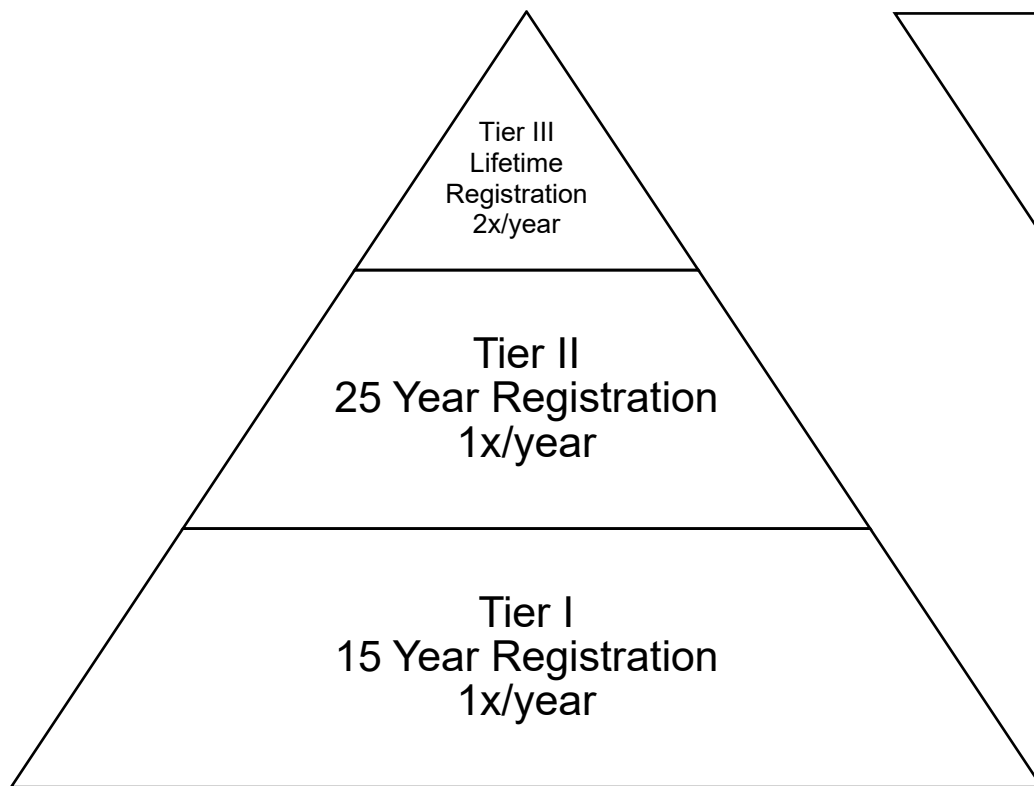 Tier III
Lifetime
Registration
2x/year
Tier II
25 Year Registration
1x/year
Tier I
15 Year Registration
1x/year